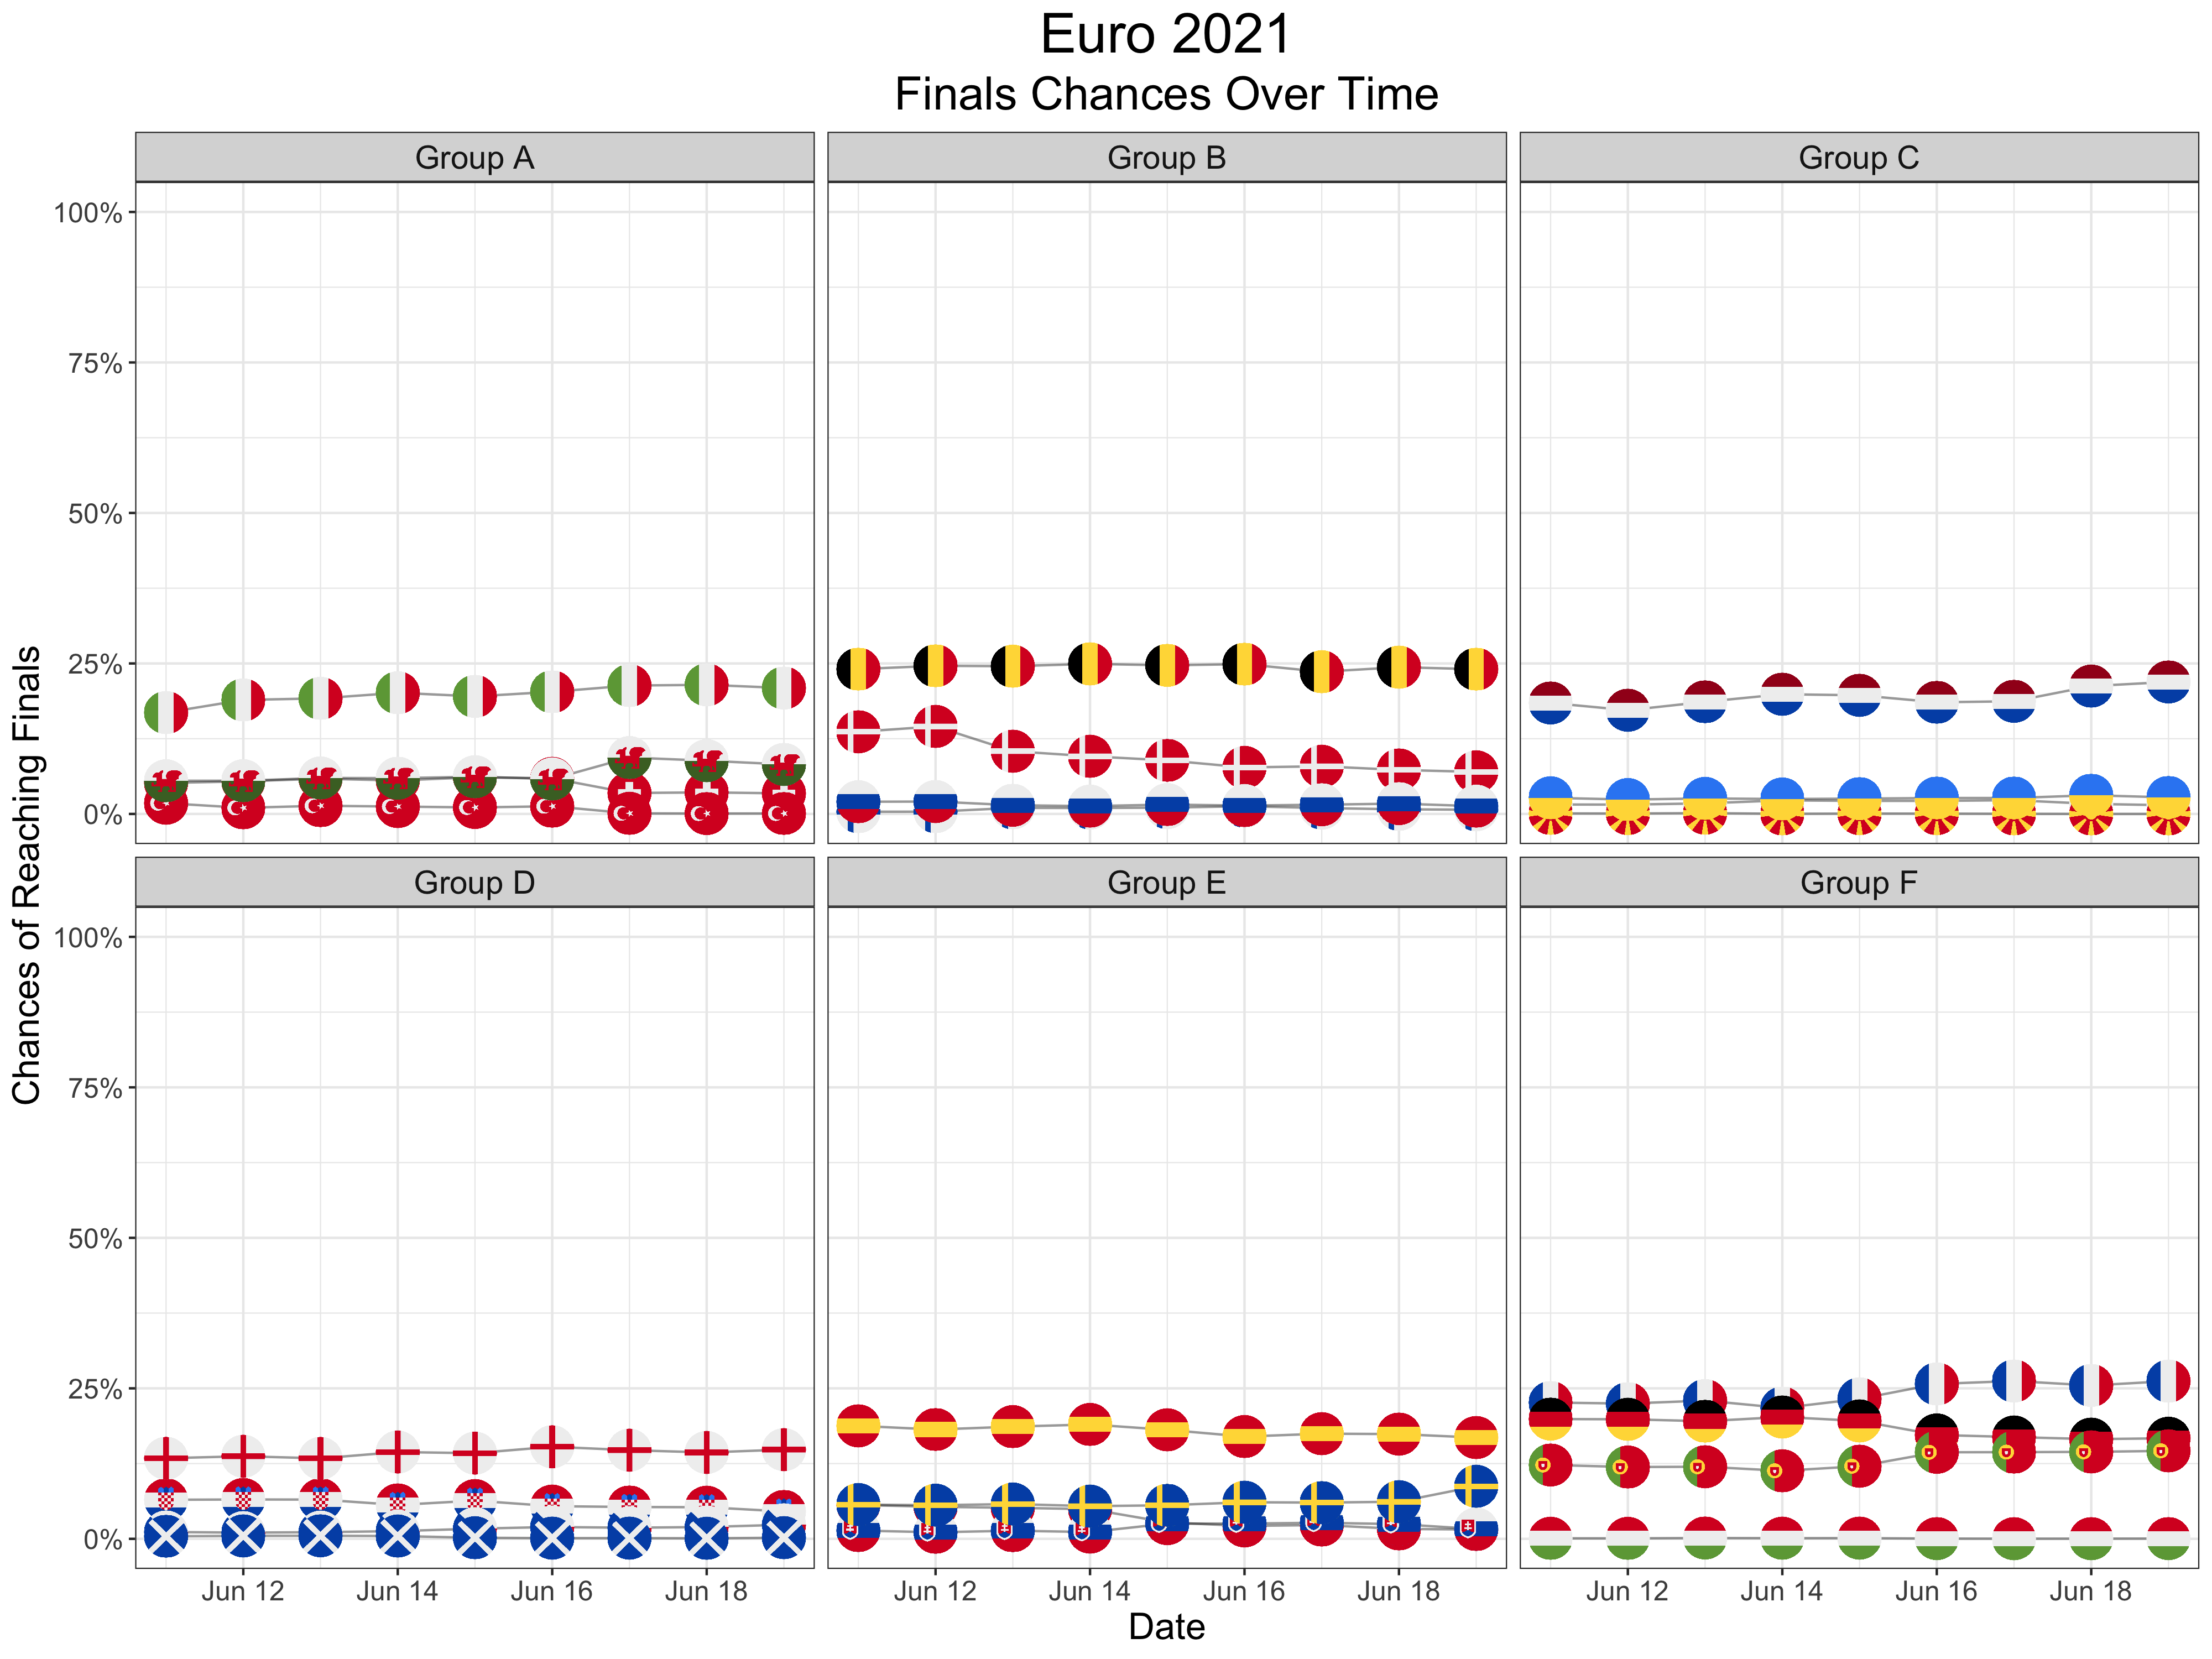 Euro 2021
Finals Chances Over Time
Group A
Group B
Group C
100%
75%
50%
25%
0%
Group D
Group E
Group F
100%
75%
50%
25%
0%
Jun 12
Jun 14
Jun 16
Jun 18
Jun 12
Jun 14
Jun 16
Jun 18
Jun 12
Jun 14
Jun 16
Jun 18
Date
Chances of Reaching Finals